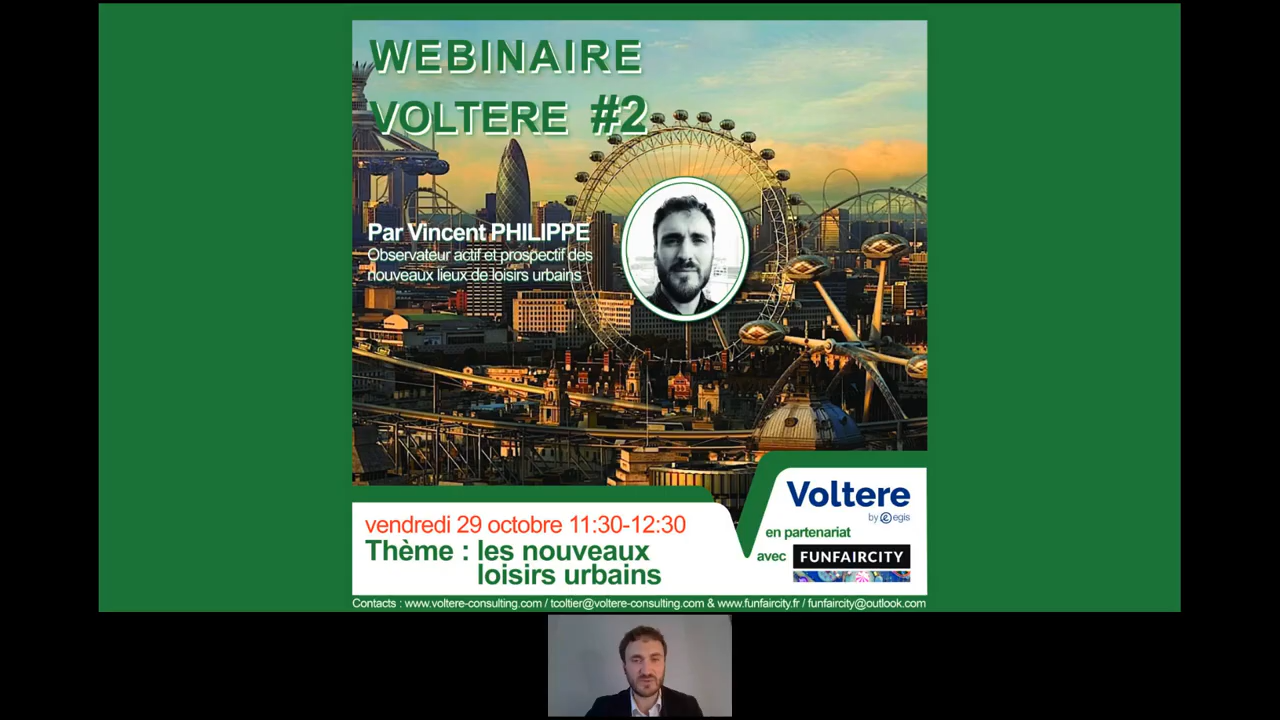 WEBINAIRE
VOLTERE #2
Par Vincent PHILIPPE
Observateur actif et prospectif des
nouveaux lieux de loisirs urbains
vendredi 29 octobre 11:30-12:30
Thème : les nouveaux
loisirs urbains
Voltere
by egis
en partenariat
avec FUNFAIRCITY
Contacts : www.voltere-consulting.com / tcoltier@voltere-consulting.com & www.funfaircity.fr / funfaircity@outlook.com